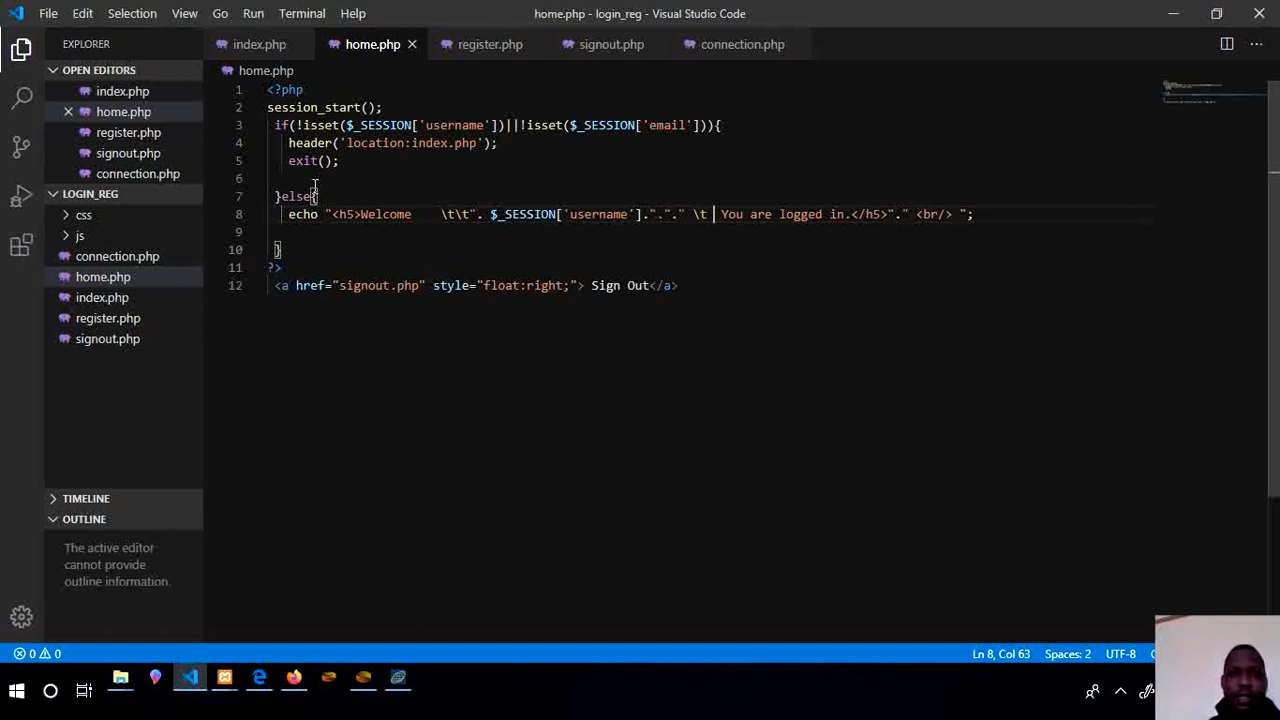 File Edit Selection View Go Run Terminal Help
home.php - login_reg - Visual Studio Code
EXPLORER
index.php
home.php
register.php
signout.php
connection.php
OPEN EDITORS
index.php
home.php
register.php
signout.php
connection.php
LOGIN_REG
css
js
connection.php
home.php
index.php
register.php
signout.php
TIMELINE
OUTLINE
The active editor
cannot provide
outline information.
home.php
1 <?php
2 session_start();
3 if(!isset($_SESSION['username'])||!isset($_SESSION['email'])){
4 header('location:index.php');
5 exit();
6
7 }else{
8 echo "<h5>Welcome    \t\t". $_SESSION['username']."."." \t  You are logged in.</h5>"." <br/> ";
9
10 }
11 ?>
12 <a href="signout.php" style="float:right;"> Sign Out</a>
0 0
Ln 8, Col 63 Spaces: 2 UTF-8